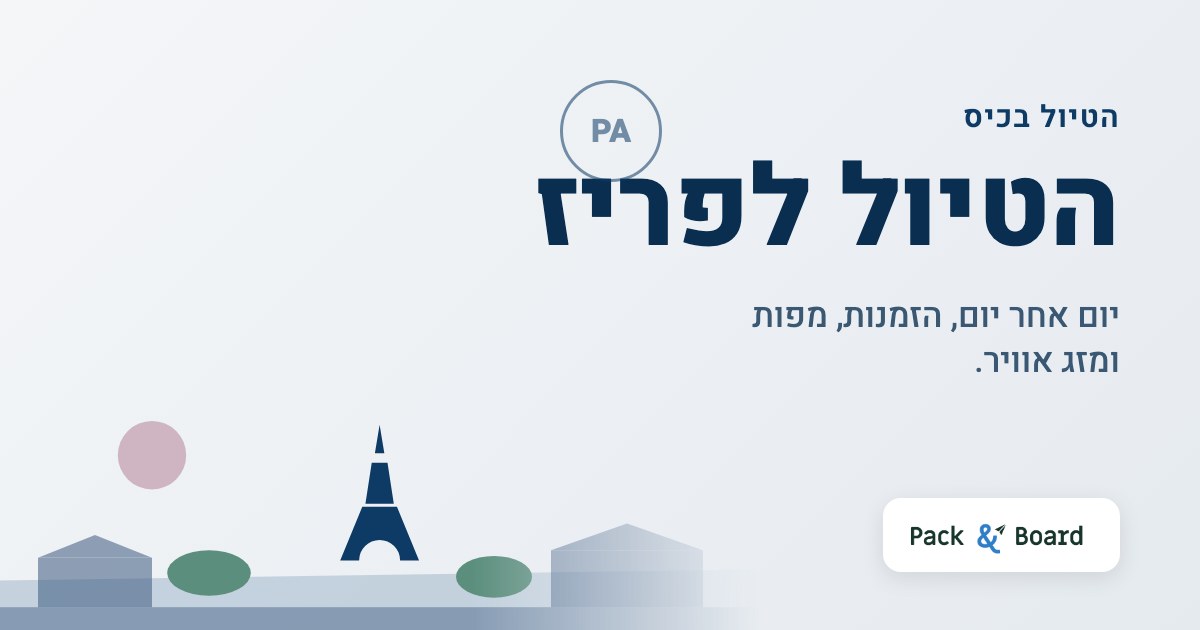 הטיול בכיס
PA
הטיול לפריז
יום אחר יום, הזמנות, מפות
ומזג אוויר.
Pack & Board